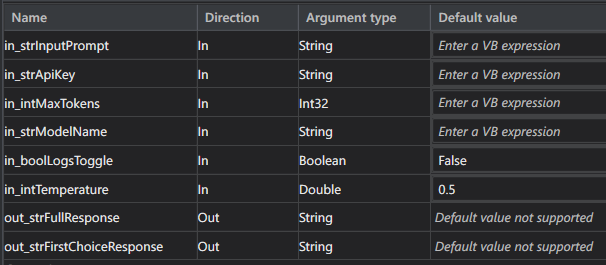 Name Direction Argument type Default value
in_strInputPrompt In String Enter a VB expression
in_strApiKey In String Enter a VB expression
in_intMaxTokens In Int32 Enter a VB expression
in_strModelName In String Enter a VB expression
in_boolLogsToggle In Boolean False
in_intTemperature In Double 0.5
out_strFullResponse Out String Default value not supported
out_strFirstChoiceResponse Out String Default value not supported